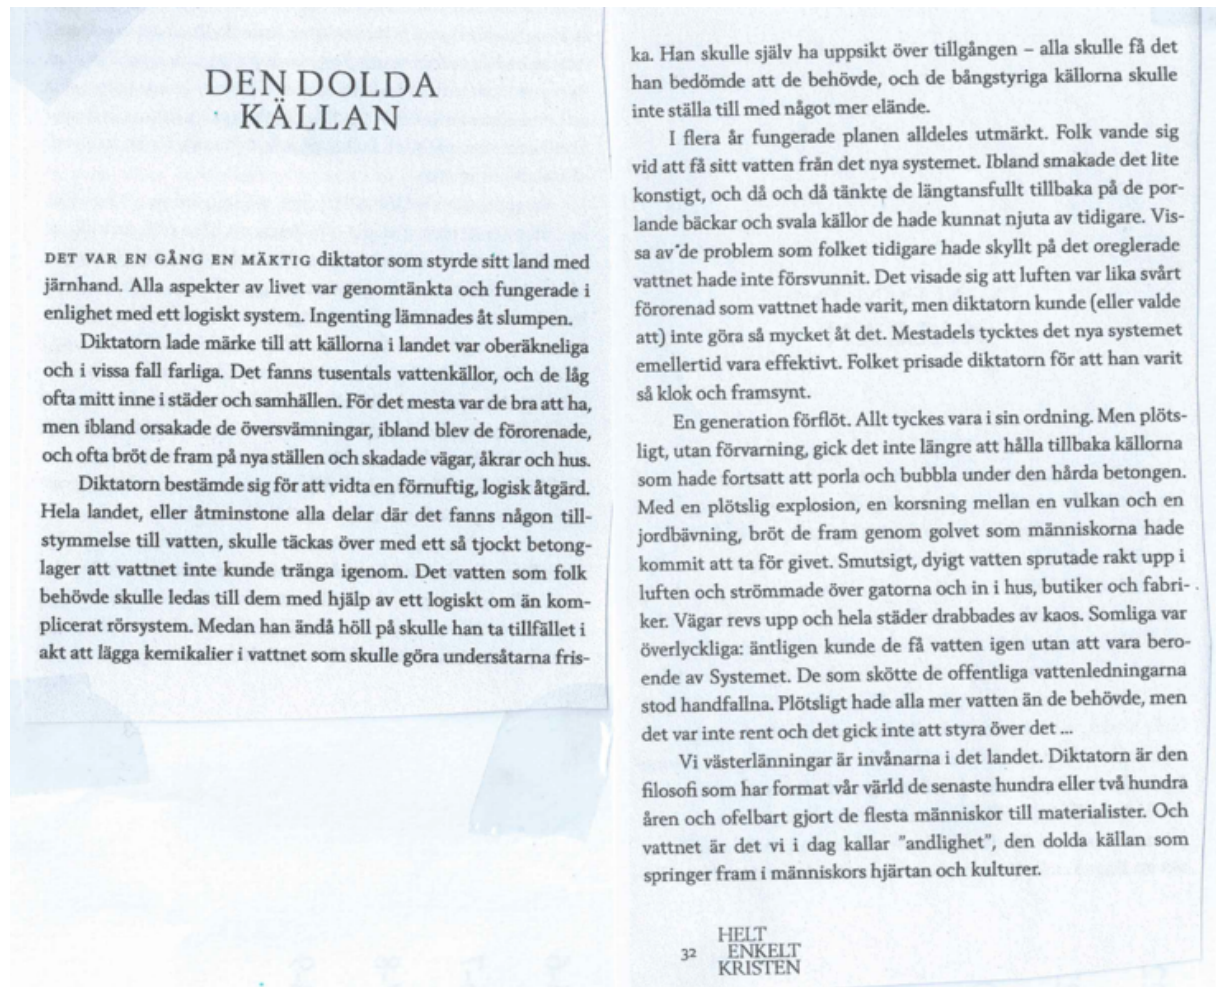 DEN DOLDA
KÄLLAN
DET VAR EN GÅNG EN MÄKTIG diktator som styrde sitt land med
järnhand. Alla aspekter av livet var genomtänkta och fungerade i
enlighet med ett logiskt system. Ingenting lämnades åt slumpen.
Diktatorn lade märke till att källorna i landet var oberäkneliga
och i vissa fall farliga. Det fanns tusentals vattenkällor, och de låg
ofta mitt inne i städer och samhällen. För det mesta var de bra att ha,
men ibland orsakade de översvämningar, ibland blev de förorenade,
och ofta bröt de fram på nya ställen och skadade vägar, åkrar och hus.
Diktatorn bestämde sig för att vidta en förnuftig, logisk åtgärd.
Hela landet, eller åtminstone alla delar där det fanns någon till-
stymmelse till vatten, skulle täckas över med ett så tjockt betong-
lager att vattnet inte kunde tränga igenom. Det vatten som folk
behövde skulle ledas till dem med hjälp av ett logiskt om än kom-
plicerat rörsystem. Medan han ändå höll på skulle han ta tillfället i
akt att lägga kemikalier i vattnet som skulle göra undersåtarna fris-
ka. Han skulle själv ha uppsikt över tillgången – alla skulle få det
han bedömde att de behövde, och de bångstyriga källorna skulle
inte ställa till med något mer elände.
I flera år fungerade planen alldeles utmärkt. Folk vande sig
vid att få sitt vatten från det nya systemet. Ibland smakade det lite
konstigt, och då och då tänkte de längtansfullt tillbaka på de por-
lande bäckar och svala källor de hade kunnat njuta av tidigare. Vis-
sa av de problem som folket tidigare hade skyllt på det oreglerade
vattnet hade inte försvunnit. Det visade sig att luften var lika svårt
förorenad som vattnet hade varit, men diktatorn kunde (eller valde
att) inte göra så mycket åt det. Mestadels tycktes det nya systemet
emellertid vara effektivt. Folket prisade diktatorn för att han varit
så klok och framsynt.
En generation förflöt. Allt tyckes vara i sin ordning. Men plöts-
ligt, utan förvarning, gick det inte längre att hålla tillbaka källorna
som hade fortsatt att porla och bubbla under den hårda betongen.
Med en plötslig explosion, en korsning mellan en vulkan och en
jordbävning, bröt de fram genom golvet som människorna hade
kommit att ta för givet. Smutsigt, dyigt vatten sprutade rakt upp i
luften och strömmade över gatorna och in i hus, butiker och fabri-
ker. Vägar revs upp och hela städer drabbades av kaos. Somliga var
överlyckliga: äntligen kunde de få vatten igen utan att vara bero-
ende av Systemet. De som skötte de offentliga vattenledningarna
stod handfallna. Plötsligt hade alla mer vatten än de behövde, men
det var inte rent och det gick inte att styra över det ...
Vi västerlänningar är invånarna i det landet. Diktatorn är den
filosofi som har format vår värld de senaste hundra eller två hundra
åren och ofelbart gjort de flesta människor till materialister. Och
vattnet är det vi i dag kallar ”andlighet”, den dolda källan som
springer fram i människors hjärtan och kulturer.
32
HELT
ENKELT
KRISTEN